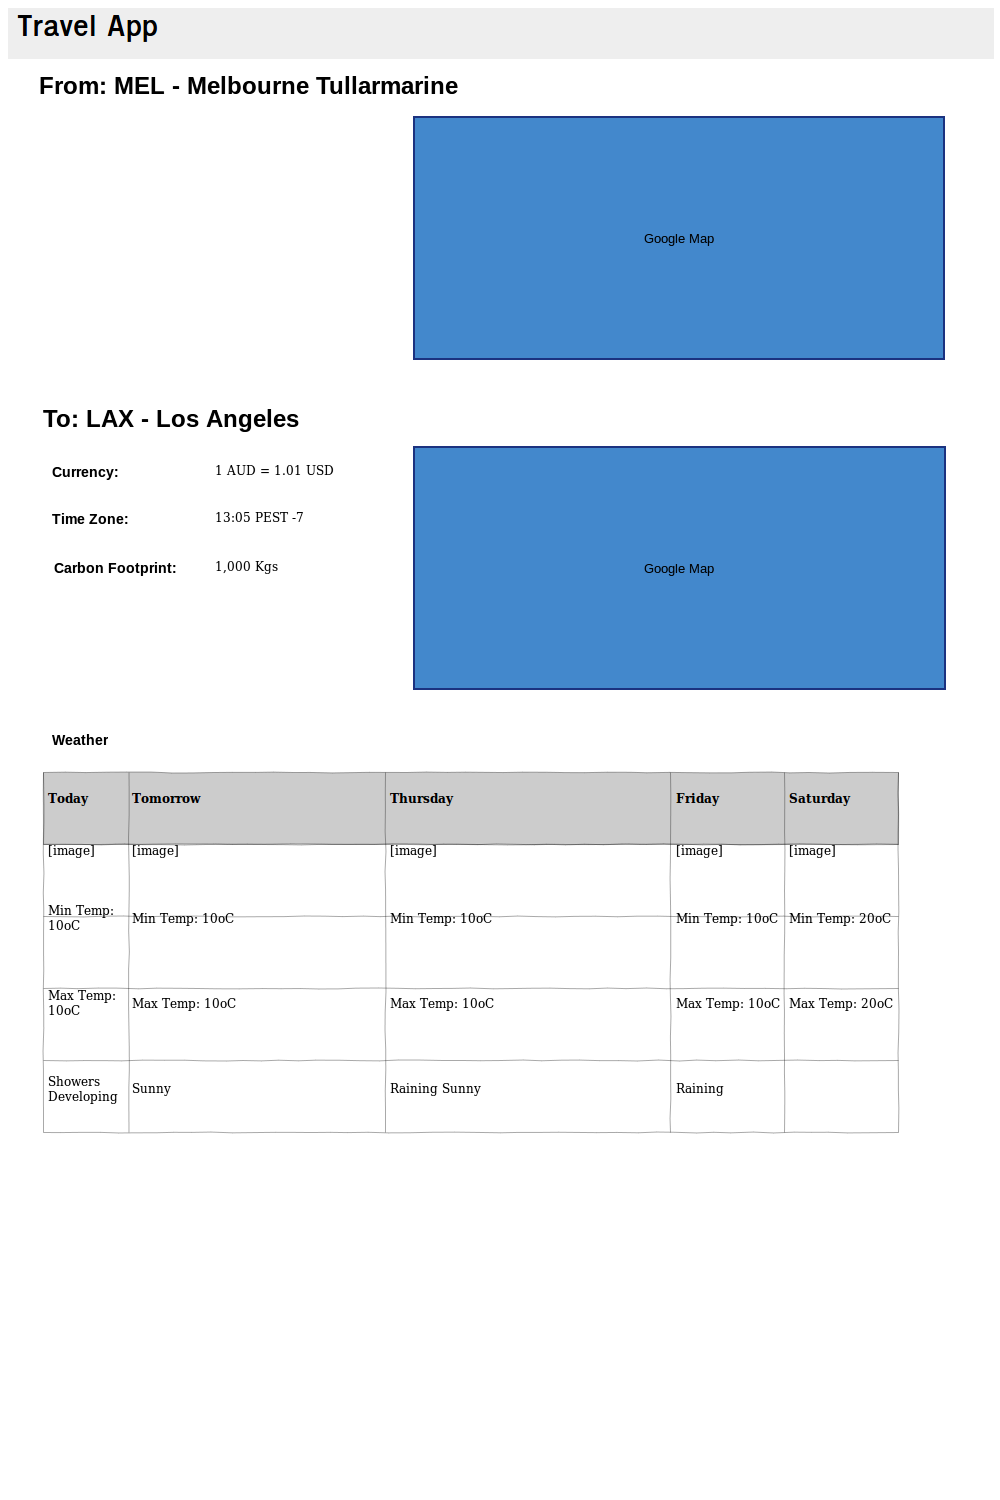 Travel App
From: MEL - Melbourne Tullarmarine
Google Map
To: LAX - Los Angeles
Currency: 1 AUD = 1.01 USD
Time Zone: 13:05 PEST -7
Carbon Footprint: 1,000 Kgs
Google Map
Weather
Today Tomorrow Thursday Friday Saturday
[image] [image] [image] [image] [image]
Min Temp: 10oC Min Temp: 10oC Min Temp: 10oC Min Temp: 10oC Min Temp: 20oC
Max Temp: 10oC Max Temp: 10oC Max Temp: 10oC Max Temp: 10oC Max Temp: 20oC
Showers Developing Sunny Raining Sunny Raining